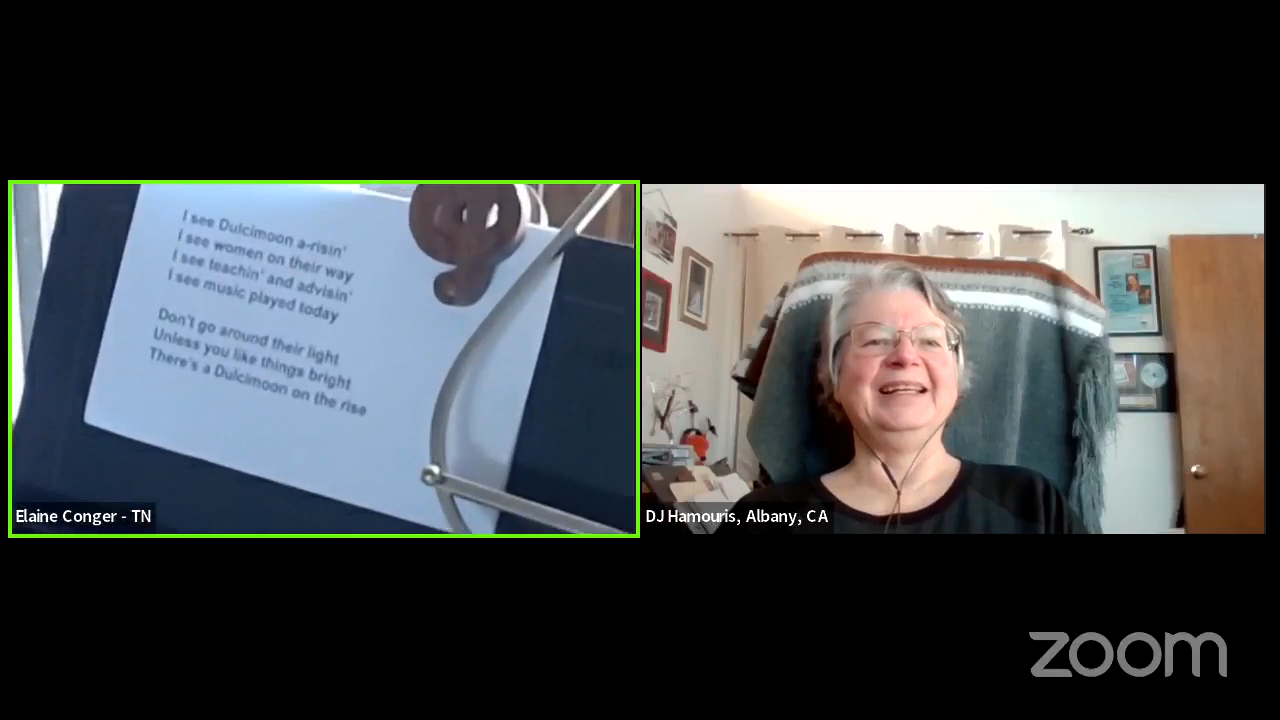 I see Dulcimoon a-risin'
I see women on their way
I see teachin' and advisin'
I see music played today
Don't go around their light
Unless you like things bright
There's a Dulcimoon on the rise
Elaine Conger - TN
DJ Hamouris, Albany, CA
zoom